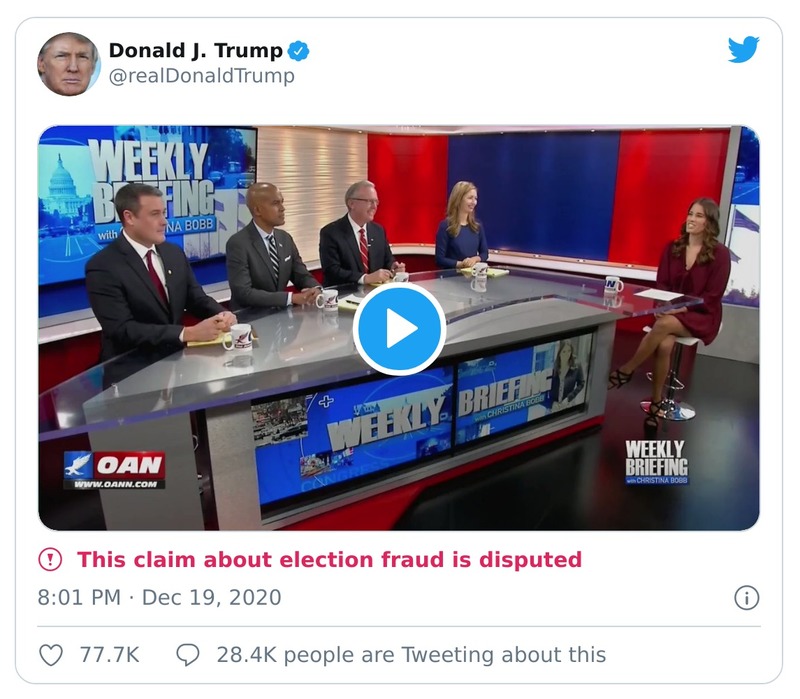 Donald J. Trump
@realDonaldTrump
WEEKLY
BRIEFING
with CHRISTINA BOBB
WEEKLY
BRIEFING
with CHRISTINA BOBB
OAN
WWW.OANN.COM
WEEKLY
BRIEFING
with CHRISTINA BOBB
This claim about election fraud is disputed
8:01 PM · Dec 19, 2020
77.7K
28.4K people are Tweeting about this